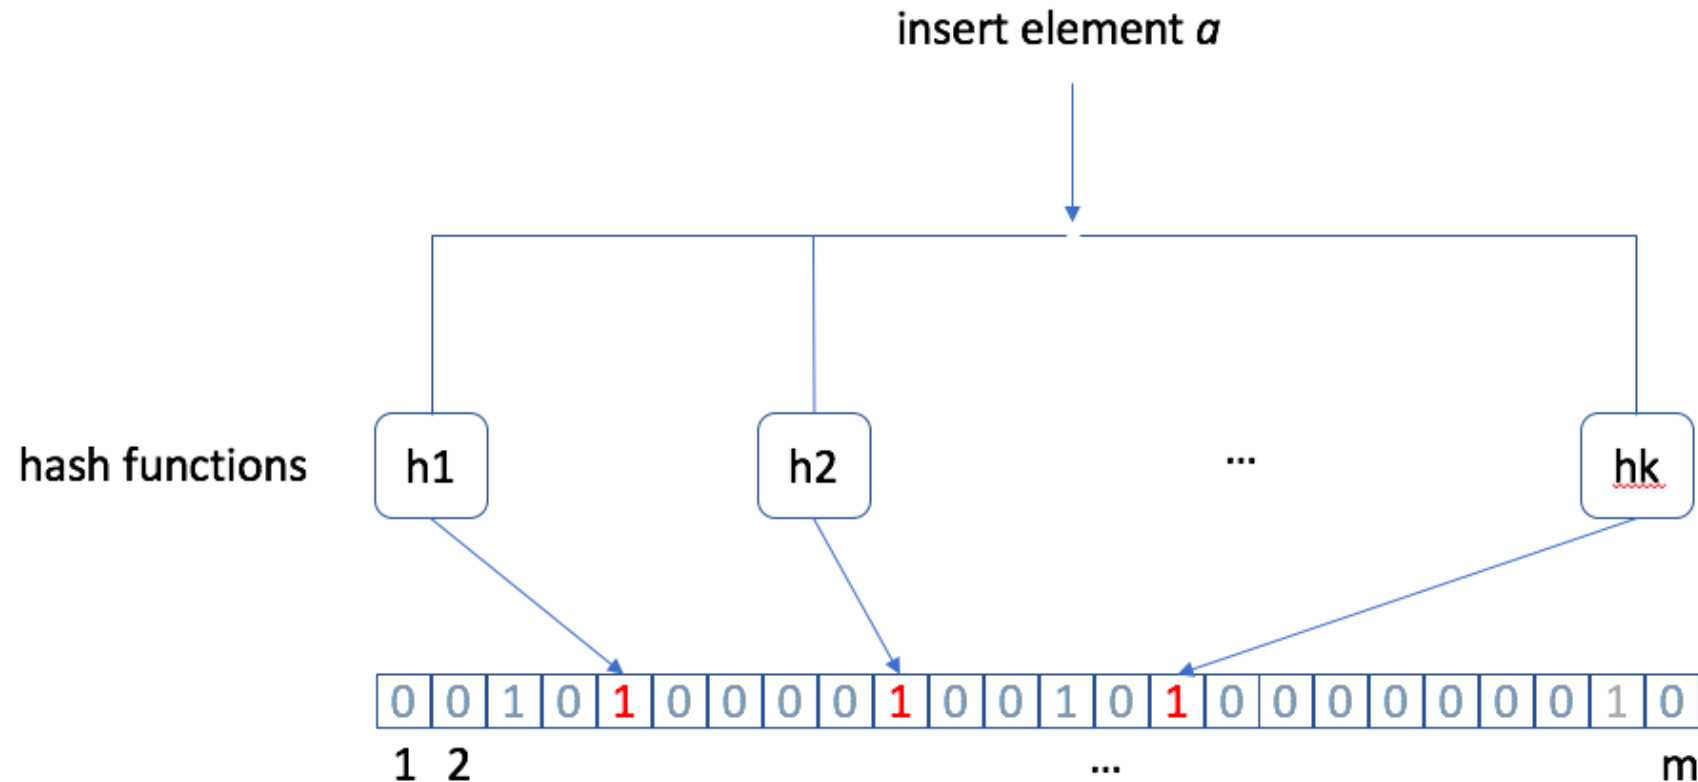 insert element a
hash functions h1 h2 ... hk
0 0 1 0 1 0 0 0 0 1 0 0 1 0 1 0 0 0 0 0 0 0 1 0
1 2 ... m